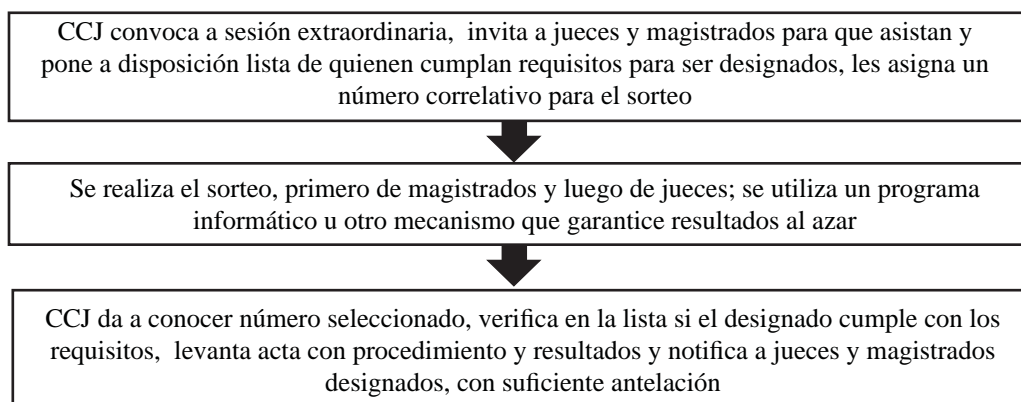 CCJ convoca a sesión extraordinaria, invita a jueces y magistrados para que asistan y
pone a disposición lista de quienen cumplan requisitos para ser designados, les asigna un
número correlativo para el sorteo
Se realiza el sorteo, primero de magistrados y luego de jueces; se utiliza un programa
informático u otro mecanismo que garantice resultados al azar
CCJ da a conocer número seleccionado, verifica en la lista si el designado cumple con los
requisitos, levanta acta con procedimiento y resultados y notifica a jueces y magistrados
designados, con suficiente antelación